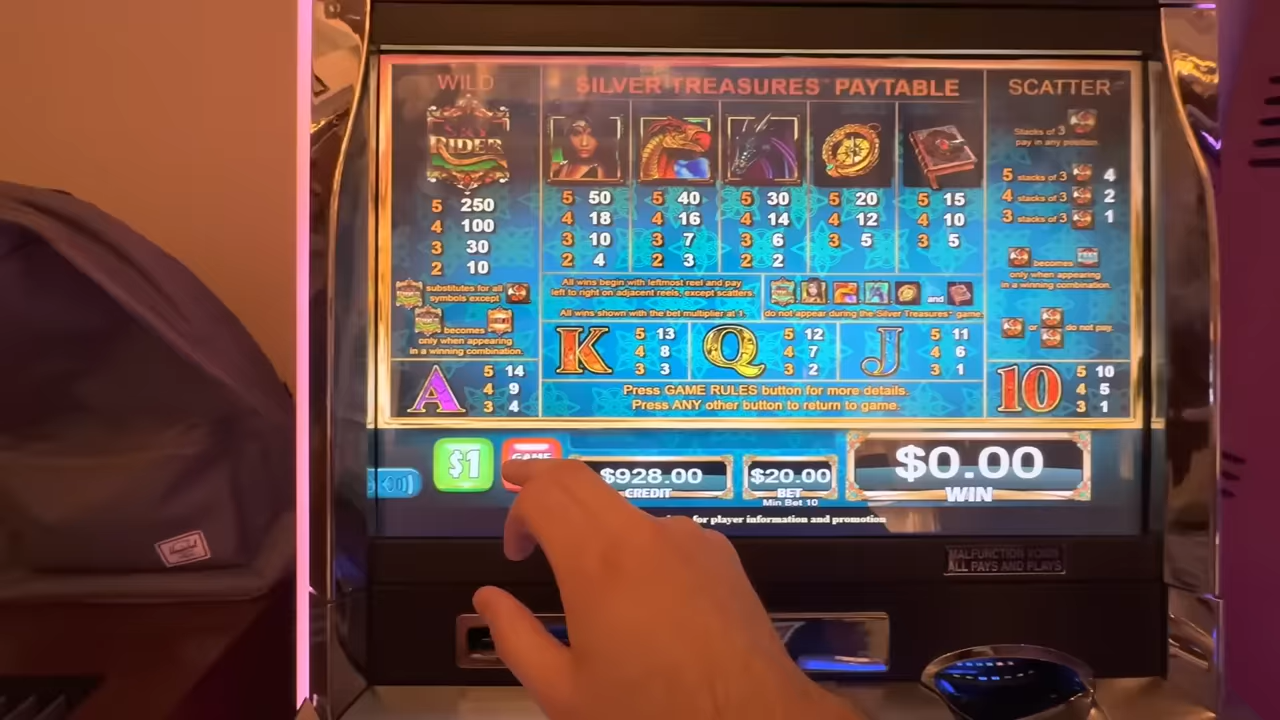 WILD
SILVER TREASURES™ PAYTABLE
SCATTER
SKY
RIDER
5 250
4 100
3 30
2 10
substitutes for all
symbols except
becomes
only when appearing
in a winning combination.
5 50
4 18
3 10
2 4
5 40
4 16
3 7
2 3
5 30
4 14
3 6
2 2
5 20
4 12
3 5
5 15
4 10
3 5
Stacks of 3
pay in any position.
5 stacks of 3 4
4 stacks of 3 2
3 stacks of 3 1
becomes
only when appearing
in a winning combination.
or do not pay.
All wins begin with leftmost reel and pay
left to right on adjacent reels, except scatters.
All wins shown with the bet multiplier at 1.
and
do not appear during the Silver Treasures™ game.
A 5 14
4 9
3 4
K 5 13
4 8
3 3
Q 5 12
4 7
3 2
J 5 11
4 6
3 1
10 5 10
4 5
3 1
Press GAME RULES button for more details.
Press ANY other button to return to game.
$1
GAME
$928.00
CREDIT
$20.00
BET
Min Bet 10
$0.00
WIN
for player information and promotion
MALFUNCTION VOIDS
ALL PAYS AND PLAYS
Herschel